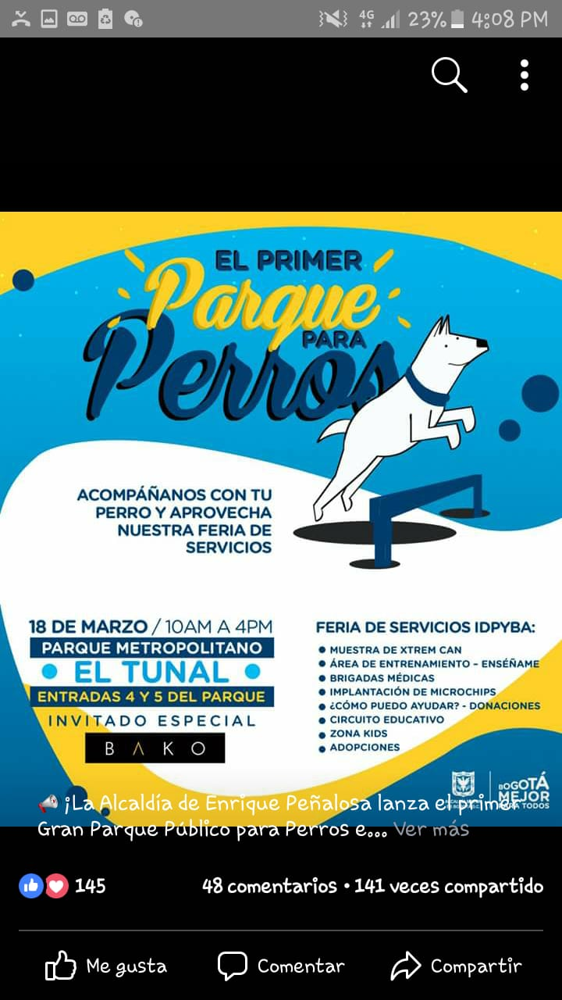 4G 23% 4:08 PM
EL PRIMER
Parque
PARA
Perros
ACOMPÁÑANOS CON TU
PERRO Y APROVECHA
NUESTRA FERIA DE
SERVICIOS
18 DE MARZO / 10AM A 4PM
PARQUE METROPOLITANO
EL TUNAL
ENTRADAS 4 Y 5 DEL PARQUE
INVITADO ESPECIAL
BΛKO
FERIA DE SERVICIOS IDPYBA:
MUESTRA DE XTREM CAN
ÁREA DE ENTRENAMIENTO – ENSÉÑAME
BRIGADAS MÉDICAS
IMPLANTACIÓN DE MICROCHIPS
¿CÓMO PUEDO AYUDAR? - DONACIONES
CIRCUITO EDUCATIVO
ZONA KIDS
ADOPCIONES
BOGOTÁ
MEJOR
PARA TODOS
¡La Alcaldía de Enrique Peñalosa lanza el primer
Gran Parque Público para Perros e... Ver más
145
48 comentarios • 141 veces compartido
Me gusta Comentar Compartir